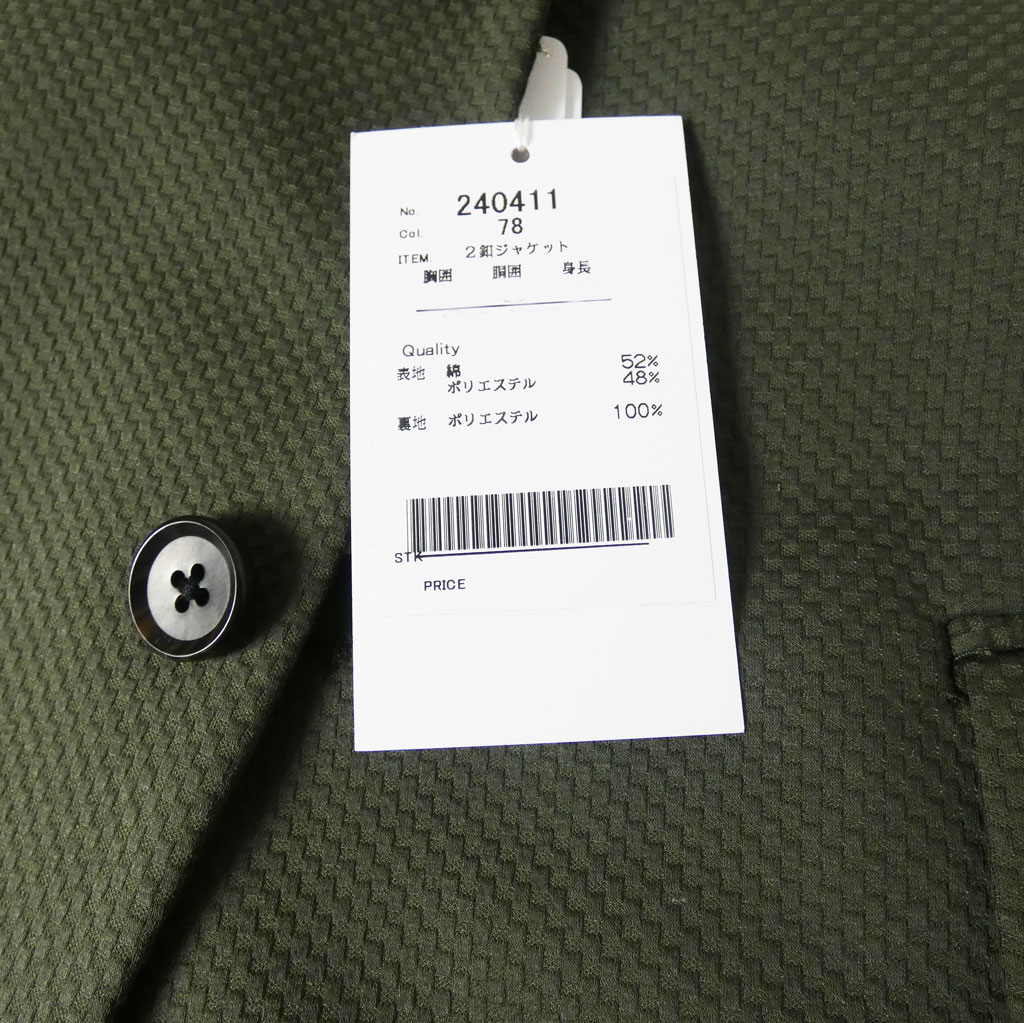 No. 240411
Col. 78
ITEM. 2釦ジャケット
胸囲 胴囲 身長
Quality
表地 綿 52%
ポリエステル 48%
裏地 ポリエステル 100%
STK
PRICE